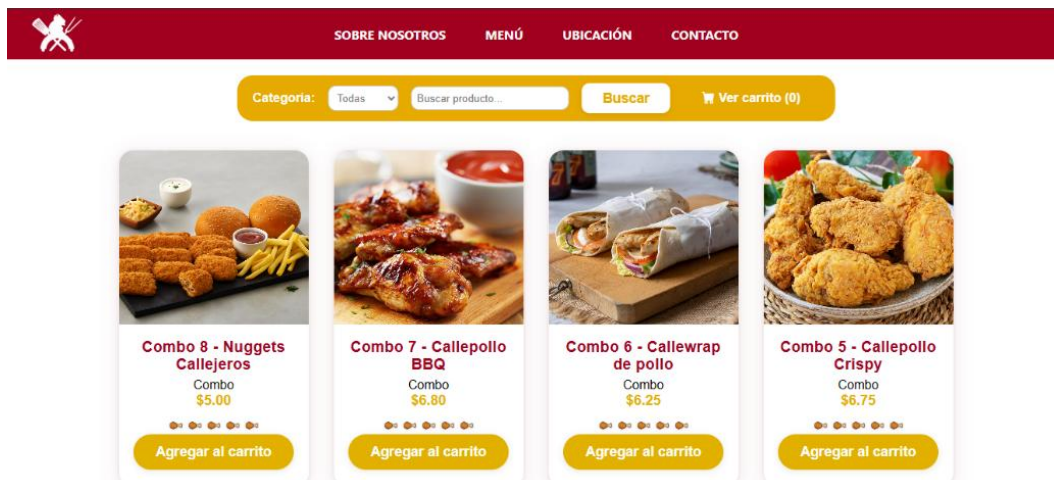 SOBRE NOSOTROS MENÚ UBICACIÓN CONTACTO
Categoría: Todas Buscar producto... Buscar Ver carrito (0)
Combo 8 - Nuggets
Callejeros
Combo
$5.00
Agregar al carrito
Combo 7 - Callepollo
BBQ
Combo
$6.80
Agregar al carrito
Combo 6 - Callewrap
de pollo
Combo
$6.25
Agregar al carrito
Combo 5 - Callepollo
Crispy
Combo
$6.75
Agregar al carrito